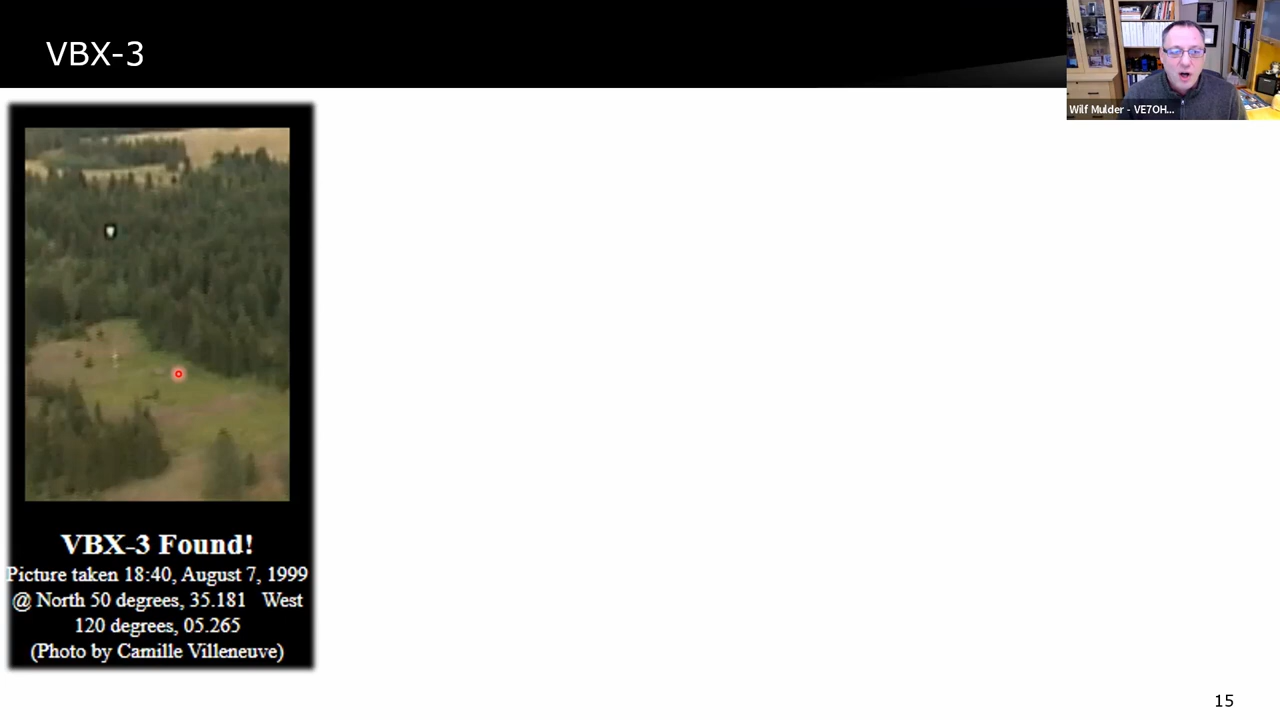 VBX-3
Wilf Mulder - VE7OH...
VBX-3 Found!
Picture taken 18:40, August 7, 1999
@ North 50 degrees, 35.181 West
120 degrees, 05.265
(Photo by Camille Villeneuve)
15